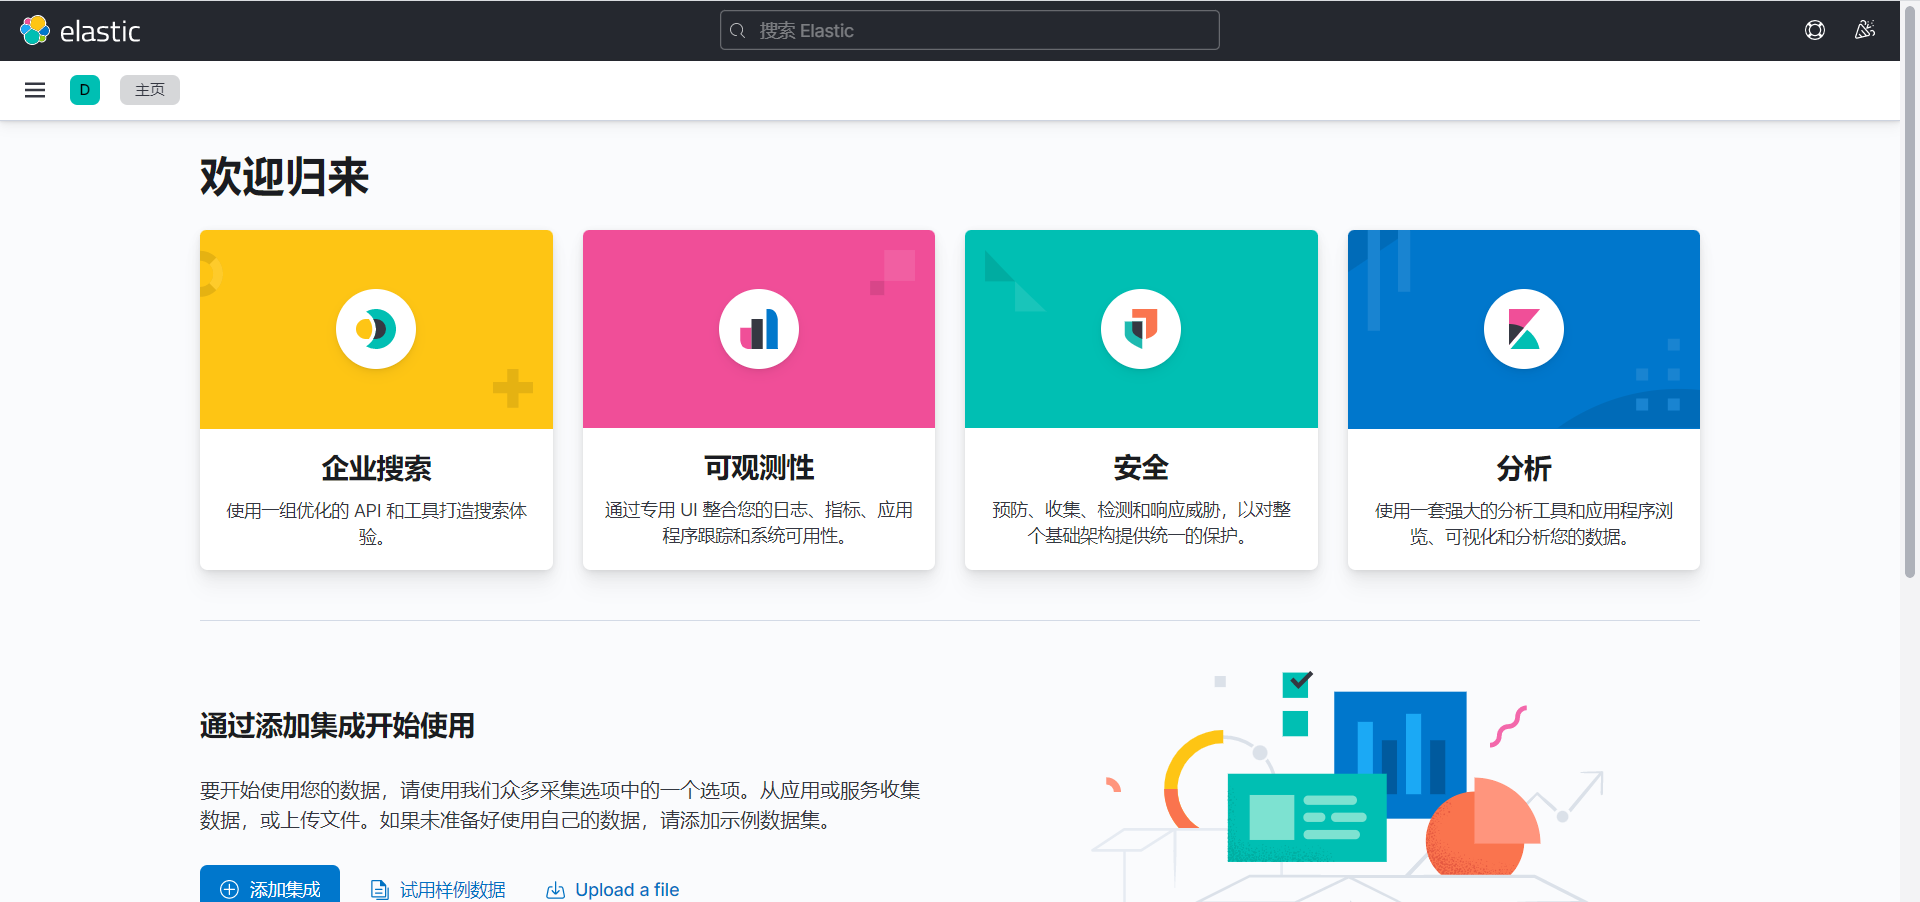 elastic
搜索 Elastic
D
主页
欢迎归来
企业搜索
使用一组优化的 API 和工具打造搜索体
验。
可观测性
通过专用 UI 整合您的日志、指标、应用
程序跟踪和系统可用性。
安全
预防、收集、检测和响应威胁，以对整
个基础架构提供统一的保护。
分析
使用一套强大的分析工具和应用程序浏
览、可视化和分析您的数据。
通过添加集成开始使用
要开始使用您的数据，请使用我们众多采集选项中的一个选项。从应用或服务收集
数据，或上传文件。如果未准备好使用自己的数据，请添加示例数据集。
添加集成
试用样例数据
Upload a file